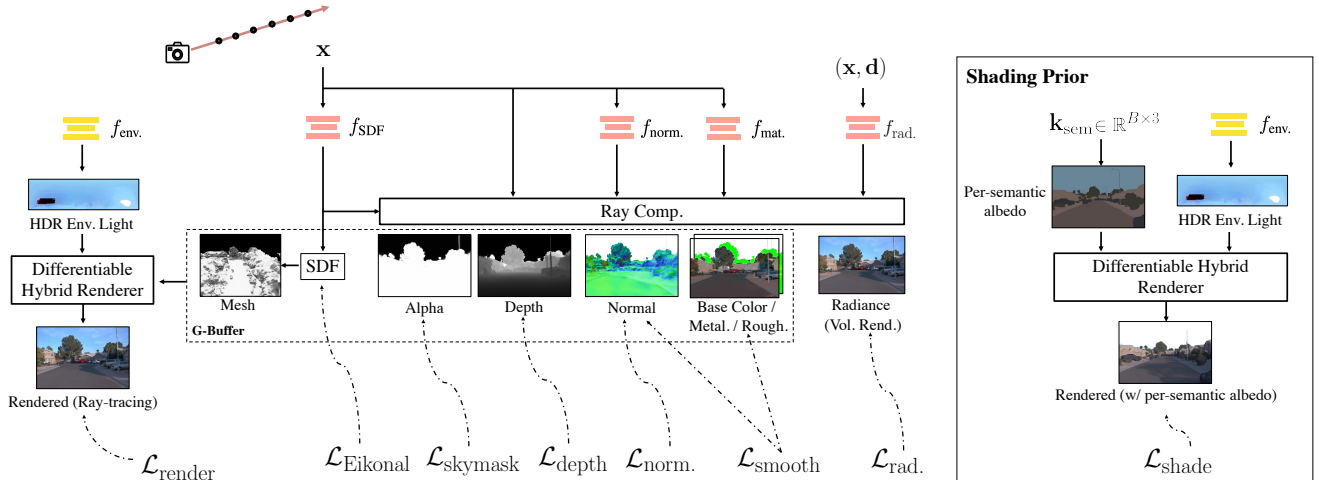 x
(x, d)
f_env.
f_SDF
f_norm.
f_mat.
f_rad.
Ray Comp.
HDR Env. Light
Differentiable
Hybrid Renderer
SDF
Mesh
Alpha
Depth
Normal
Base Color /
Metal. / Rough.
Radiance
(Vol. Rend.)
G-Buffer
Rendered (Ray-tracing)
ℒ_render
ℒ_Eikonal
ℒ_skymask
ℒ_depth
ℒ_norm.
ℒ_smooth
ℒ_rad.
Shading Prior
k_sem ∈ ℝ^{B×3}
f_env.
Per-semantic
albedo
HDR Env. Light
Differentiable Hybrid
Renderer
Rendered (w/ per-semantic albedo)
ℒ_shade